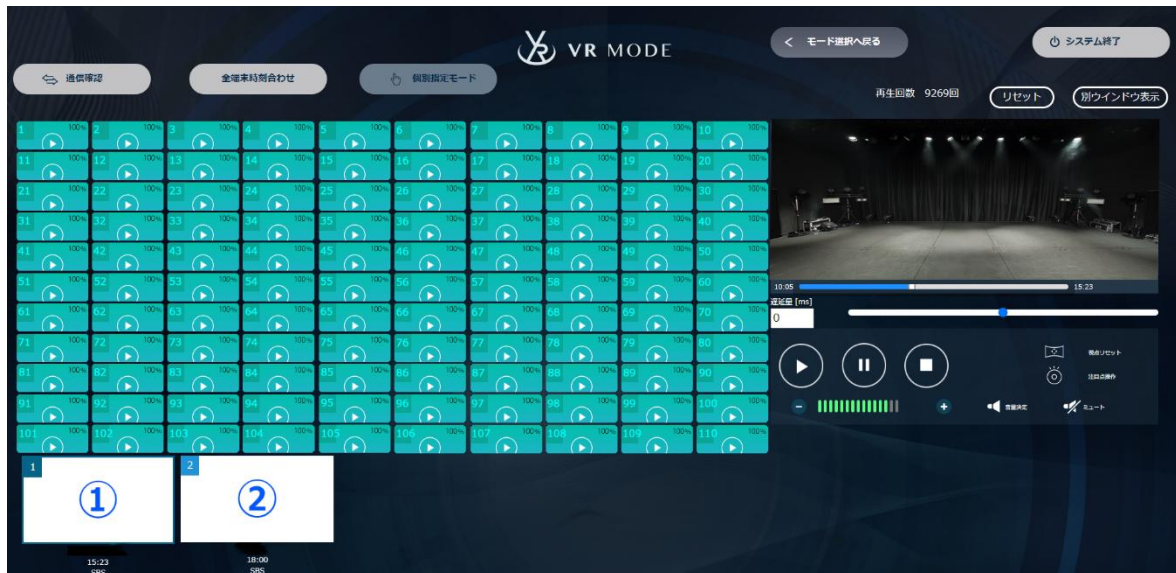 VR MODE
＜ モード選択へ戻る
システム終了
通信確認
全端末時刻合わせ
個別指定モード
再生回数 9269回
リセット
別ウインドウ表示
1 100% 2 100% 3 100% 4 100% 5 100% 6 100% 7 100% 8 100% 9 100% 10 100%
11 100% 12 100% 13 100% 14 100% 15 100% 16 100% 17 100% 18 100% 19 100% 20 100%
21 100% 22 100% 23 100% 24 100% 25 100% 26 100% 27 100% 28 100% 29 100% 30 100%
31 100% 32 100% 33 100% 34 100% 35 100% 36 100% 37 100% 38 100% 39 100% 40 100%
41 100% 42 100% 43 100% 44 100% 45 100% 46 100% 47 100% 48 100% 49 100% 50 100%
51 100% 52 100% 53 100% 54 100% 55 100% 56 100% 57 100% 58 100% 59 100% 60 100%
61 100% 62 100% 63 100% 64 100% 65 100% 66 100% 67 100% 68 100% 69 100% 70 100%
71 100% 72 100% 73 100% 74 100% 75 100% 76 100% 77 100% 78 100% 79 100% 80 100%
81 100% 82 100% 83 100% 84 100% 85 100% 86 100% 87 100% 88 100% 89 100% 90 100%
91 100% 92 100% 93 100% 94 100% 95 100% 96 100% 97 100% 98 100% 99 100% 100 100%
101 100% 102 100% 103 100% 104 100% 105 100% 106 100% 107 100% 108 100% 109 100% 110 100%
10:05 15:23
遅延量 [ms]
0
視点リセット
注目点操作
音量決定
ミュート
1 ①
2 ②
15:23
SBS
18:00
SBS